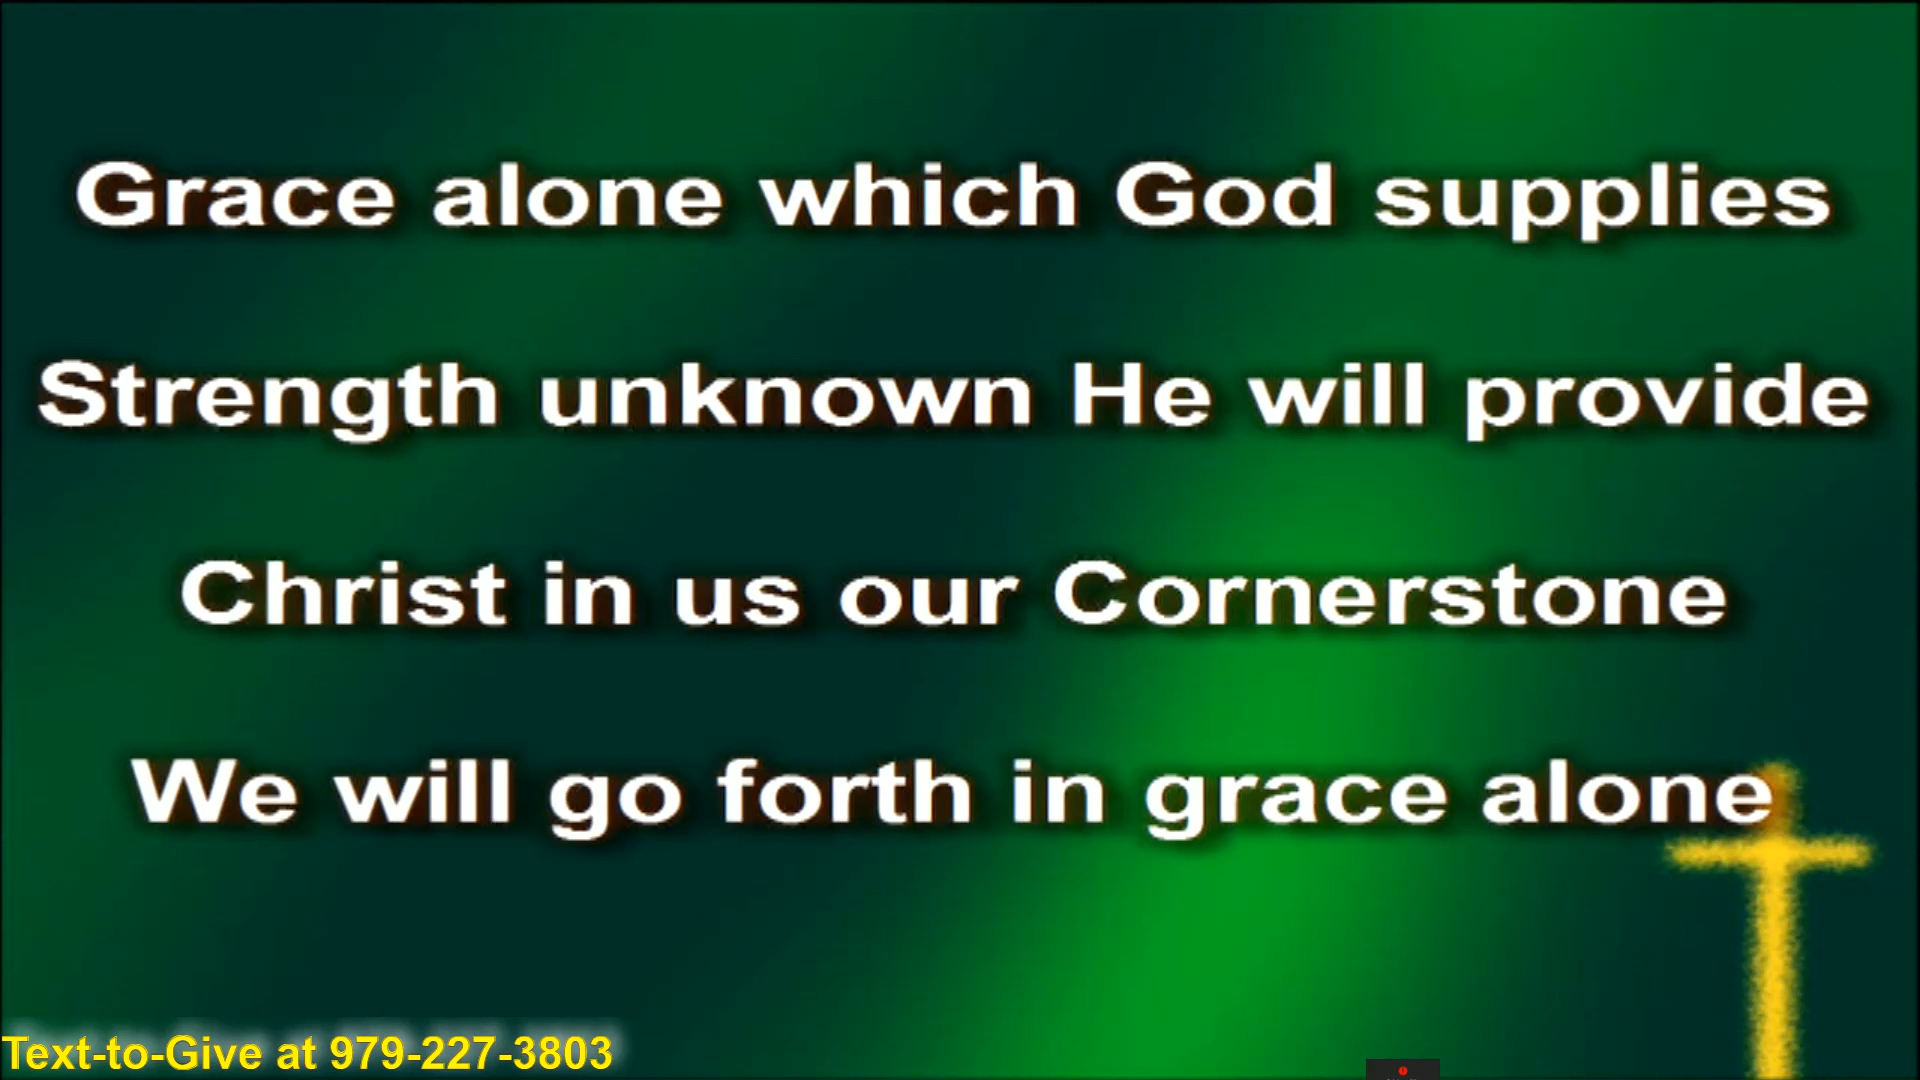 Grace alone which God supplies
Strength unknown He will provide
Christ in us our Cornerstone
We will go forth in grace alone
Text-to-Give at 979-227-3803